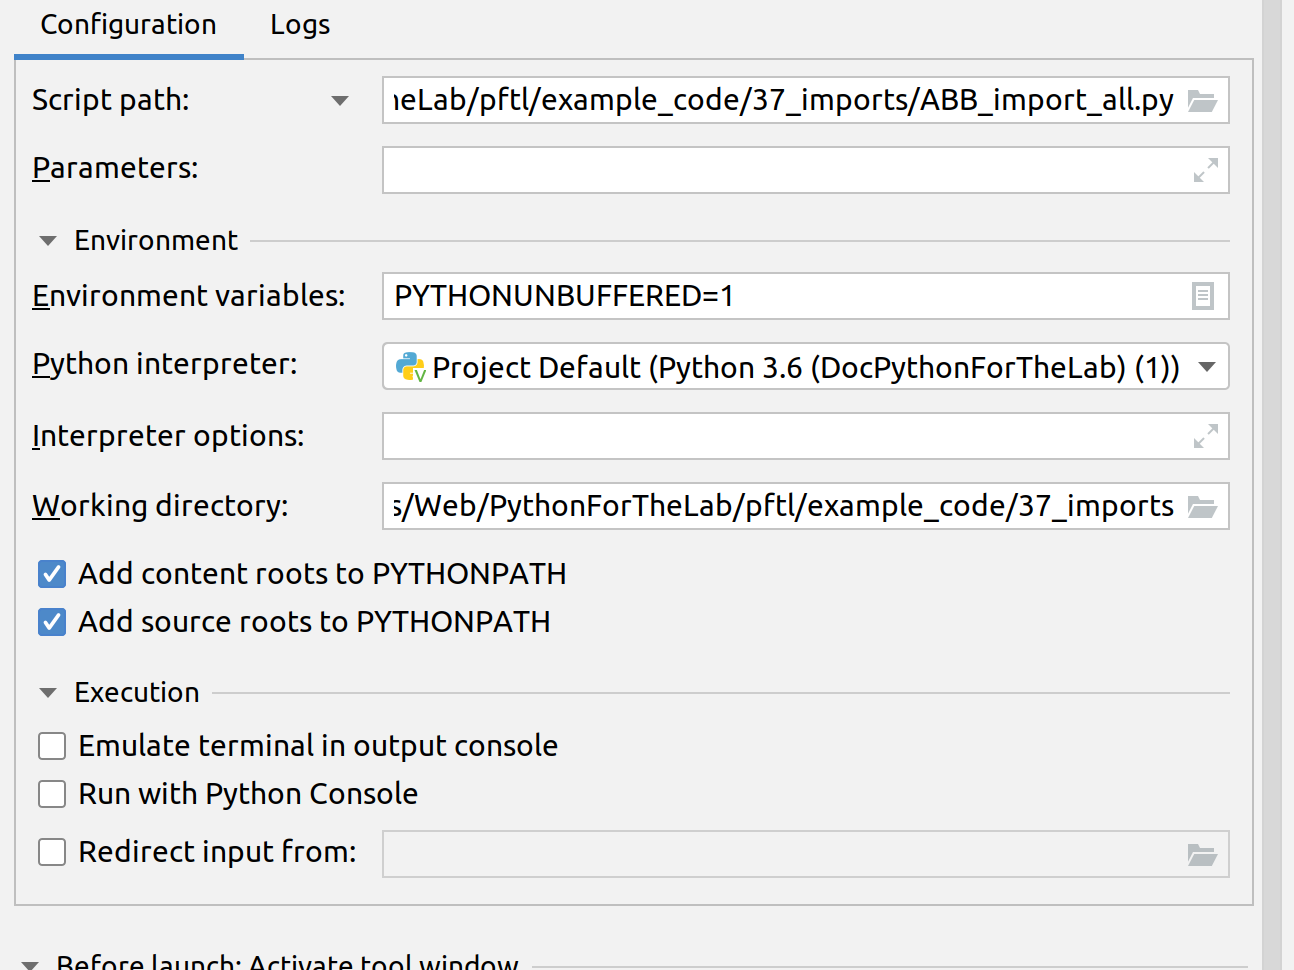 Configuration Logs
Script path: heLab/pftl/example_code/37_imports/ABB_import_all.py
Parameters:
Environment
Environment variables: PYTHONUNBUFFERED=1
Python interpreter: Project Default (Python 3.6 (DocPythonForTheLab) (1))
Interpreter options:
Working directory: s/Web/PythonForTheLab/pftl/example_code/37_imports
Add content roots to PYTHONPATH
Add source roots to PYTHONPATH
Execution
Emulate terminal in output console
Run with Python Console
Redirect input from:
Before launch: Activate tool window